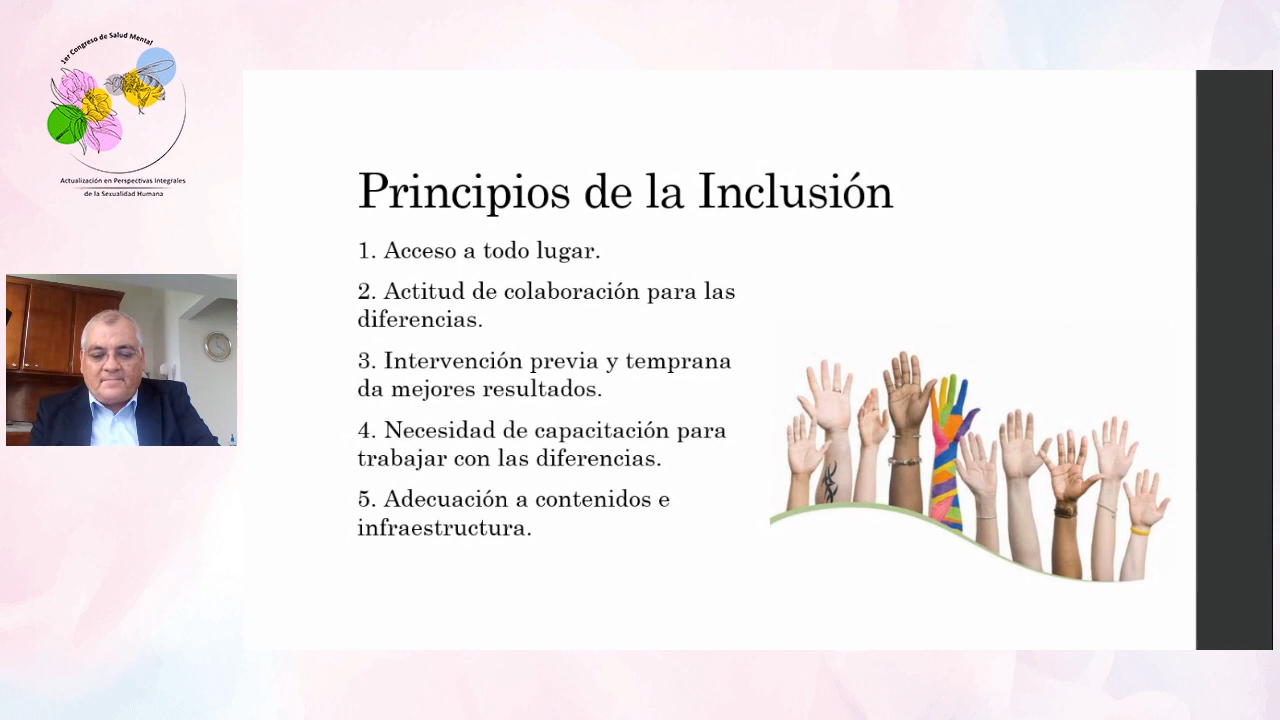 1er Congreso de Salud Mental
Actualización en Perspectivas Integrales
de la Sexualidad Humana
Principios de la Inclusión
1. Acceso a todo lugar.
2. Actitud de colaboración para las
diferencias.
3. Intervención previa y temprana
da mejores resultados.
4. Necesidad de capacitación para
trabajar con las diferencias.
5. Adecuación a contenidos e
infraestructura.